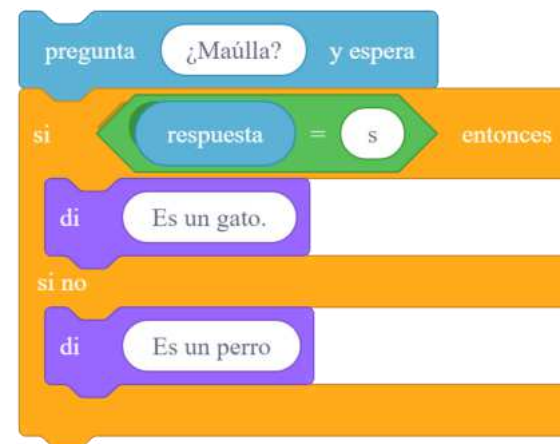 pregunta ¿Maúlla? y espera
si respuesta = s entonces
di Es un gato.
si no
di Es un perro